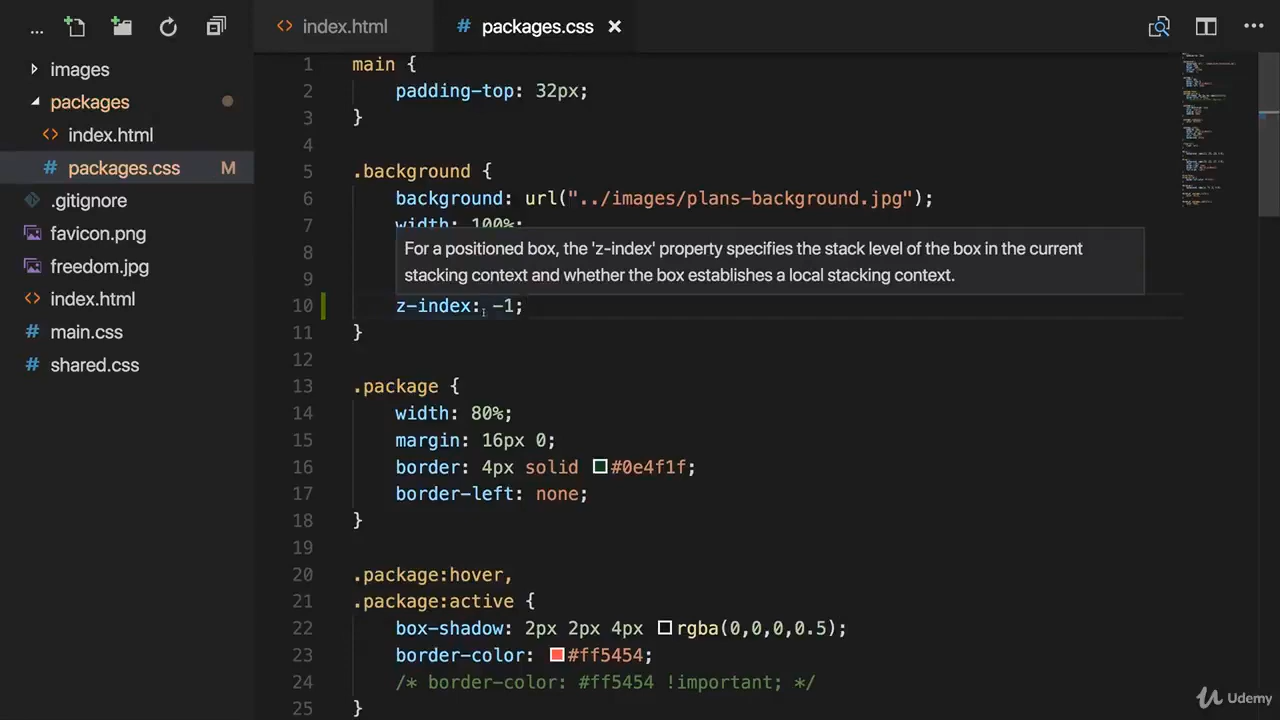 ...
index.html
packages.css
...
images
packages
index.html
packages.css M
.gitignore
favicon.png
freedom.jpg
index.html
main.css
shared.css
1 main {
2 padding-top: 32px;
3 }
4
5 .background {
6 background: url("../images/plans-background.jpg");
7 width: 100%;
8
For a positioned box, the 'z-index' property specifies the stack level of the box in the current
stacking context and whether the box establishes a local stacking context.
9
10 z-index: -1;
11 }
12
13 .package {
14 width: 80%;
15 margin: 16px 0;
16 border: 4px solid #0e4f1f;
17 border-left: none;
18 }
19
20 .package:hover,
21 .package:active {
22 box-shadow: 2px 2px 4px rgba(0,0,0,0.5);
23 border-color: #ff5454;
24 /* border-color: #ff5454 !important; */
25 }
Udemy